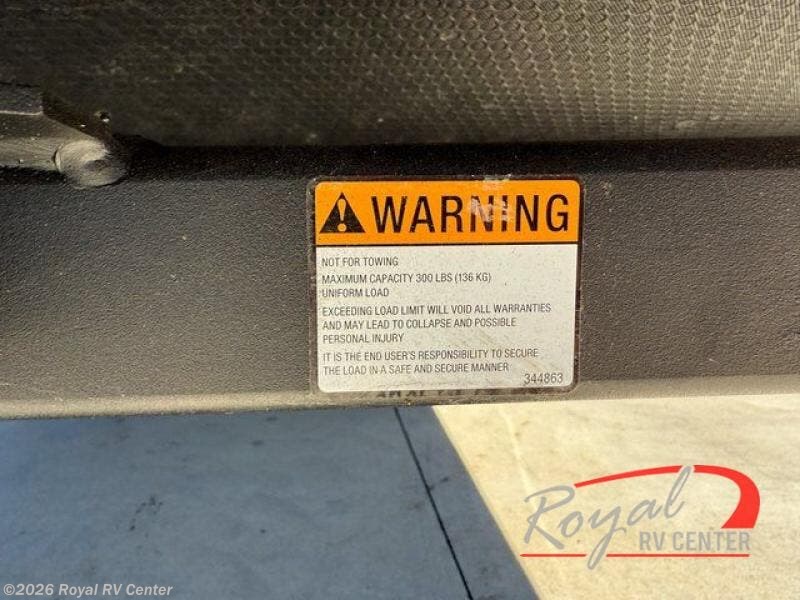 WARNING
NOT FOR TOWING
MAXIMUM CAPACITY 300 LBS (136 KG)
UNIFORM LOAD
EXCEEDING LOAD LIMIT WILL VOID ALL WARRANTIES
AND MAY LEAD TO COLLAPSE AND POSSIBLE
PERSONAL INJURY
IT IS THE END USER'S RESPONSIBILITY TO SECURE
THE LOAD IN A SAFE AND SECURE MANNER
344863
Royal
RV CENTER
©2026 Royal RV Center